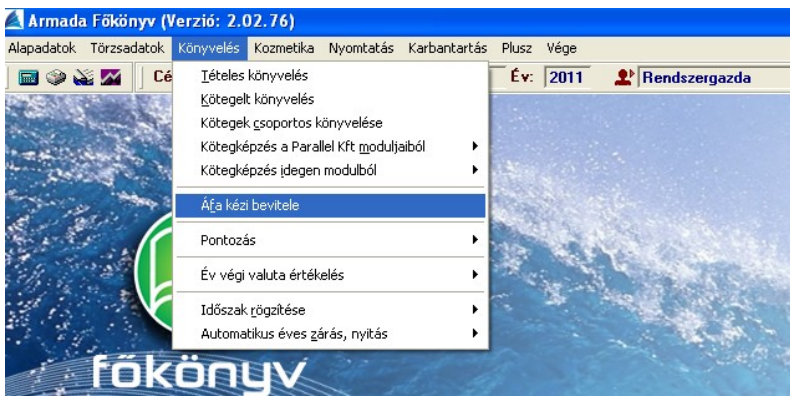 Armada Főkönyv (Verzió: 2.02.76)
Alapadatok Törzsadatok Könyvelés Kozmetika Nyomtatás Karbantartás Plusz Vége
Cé Év: 2011 Rendszergazda
Tételes könyvelés
Kötegelt könyvelés
Kötegek csoportos könyvelése
Kötegképzés a Parallel Kft moduljaiból
Kötegképzés idegen modulból
Áfa kézi bevitele
Pontozás
Év végi valuta értékelés
Időszak rögzítése
Automatikus éves zárás, nyitás
főkönyv